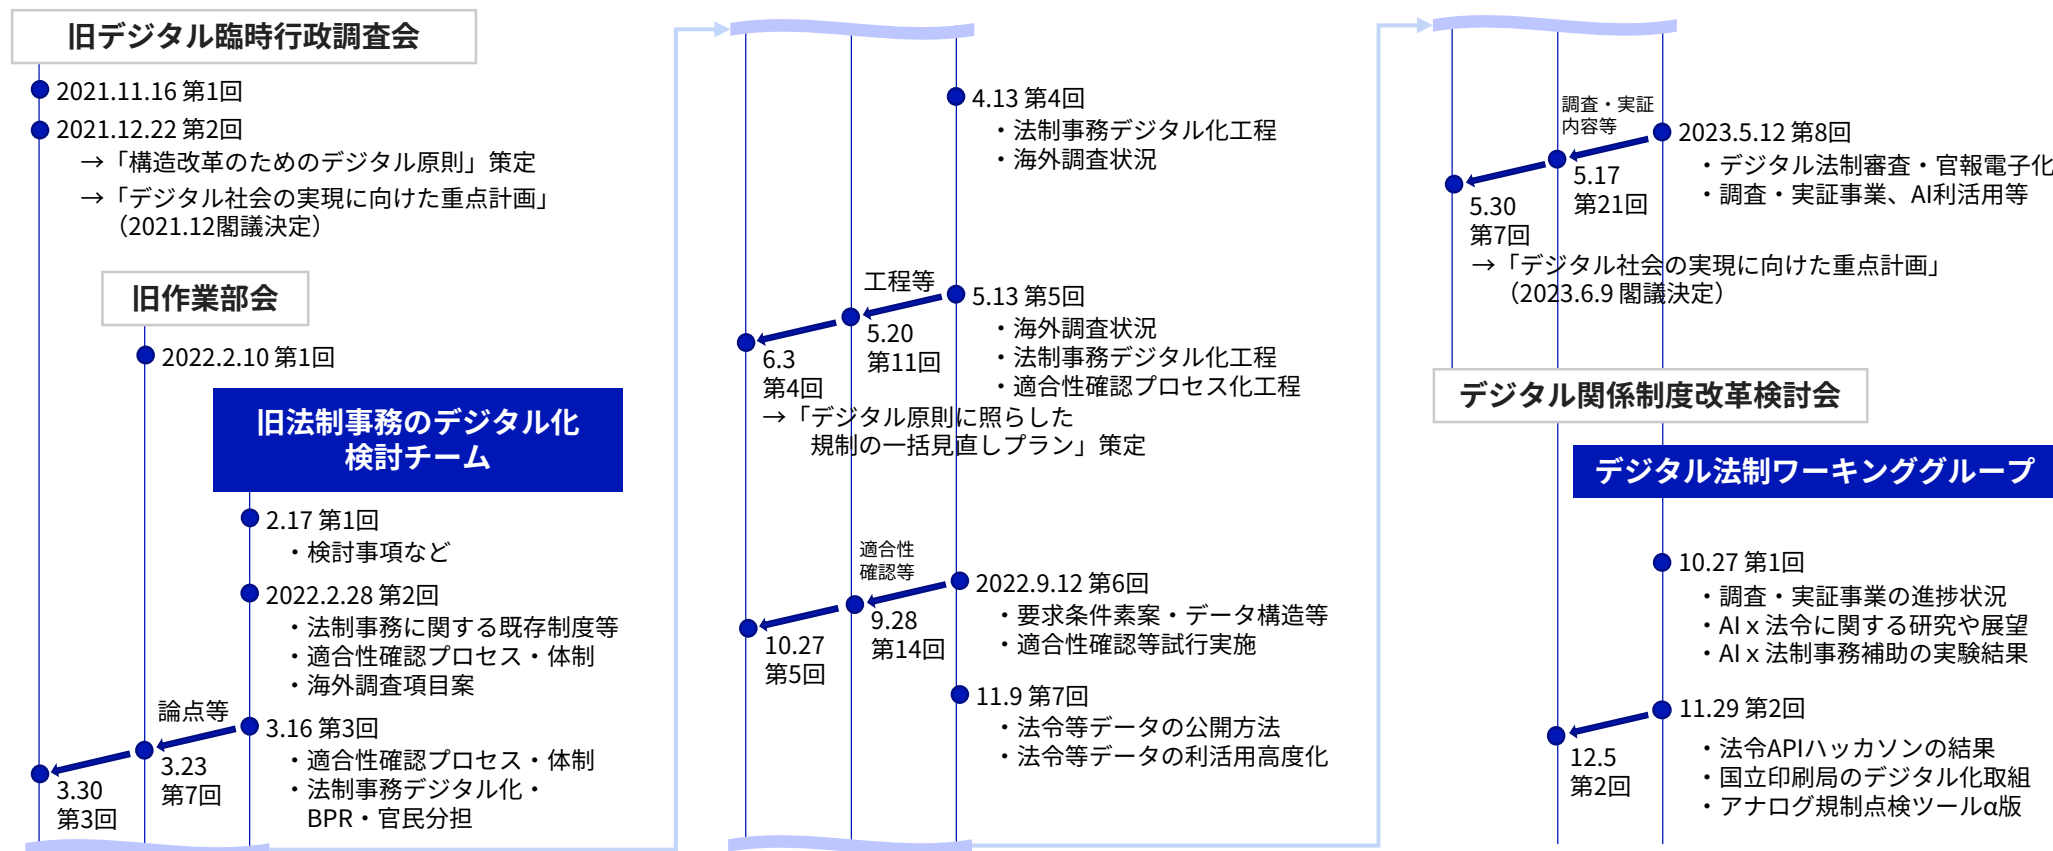 旧デジタル臨時行政調査会
2021.11.16 第1回
2021.12.22 第2回
→「構造改革のためのデジタル原則」策定
→「デジタル社会の実現に向けた重点計画」
（2021.12閣議決定）
旧作業部会
2022.2.10 第1回
旧法制事務のデジタル化
検討チーム
2.17 第1回
・検討事項など
2022.2.28 第2回
・法制事務に関する既存制度等
・適合性確認プロセス・体制
・海外調査項目案
論点等
3.16 第3回
・適合性確認プロセス・体制
・法制事務デジタル化・
BPR・官民分担
3.23
第7回
3.30
第3回
4.13 第4回
・法制事務デジタル化工程
・海外調査状況
工程等
5.13 第5回
・海外調査状況
・法制事務デジタル化工程
・適合性確認プロセス化工程
5.20
第11回
6.3
第4回
→「デジタル原則に照らした
規制の一括見直しプラン」策定
適合性
確認等
2022.9.12 第6回
・要求条件素案・データ構造等
・適合性確認等試行実施
9.28
第14回
10.27
第5回
11.9 第7回
・法令等データの公開方法
・法令等データの利活用高度化
調査・実証
内容等
2023.5.12 第8回
・デジタル法制審査・官報電子化
・調査・実証事業、AI利活用等
5.17
第21回
5.30
第7回
→「デジタル社会の実現に向けた重点計画」
（2023.6.9 閣議決定）
デジタル関係制度改革検討会
デジタル法制ワーキンググループ
10.27 第1回
・調査・実証事業の進捗状況
・AI x 法令に関する研究や展望
・AI x 法制事務補助の実験結果
11.29 第2回
・法令APIハッカソンの結果
・国立印刷局のデジタル化取組
・アナログ規制点検ツールα版
12.5
第2回